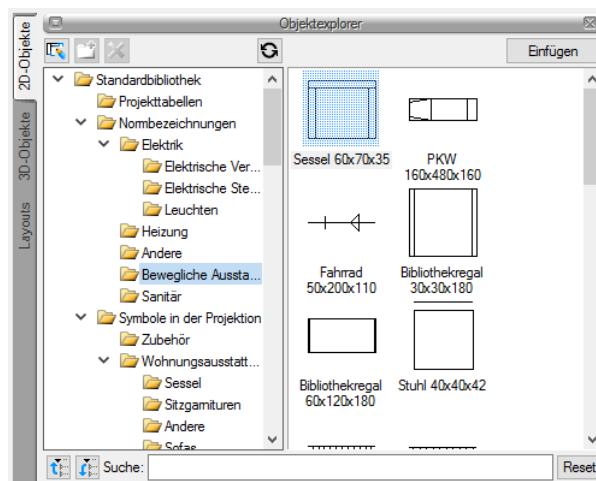 Objektexplorer
2D-Objekte
3D-Objekte
Layouts
Einfügen
Standardbibliothek
Projekttabellen
Normbezeichnungen
Elektrik
Elektrische Ver...
Elektrische Ste...
Leuchten
Heizung
Andere
Bewegliche Aussta...
Sanitär
Symbole in der Projektion
Zubehör
Wohnungsausstatt...
Sessel
Sitzgarnituren
Andere
Sofas
Sessel 60x70x35
PKW
160x480x160
Fahrrad
50x200x110
Bibliothekregal
30x30x180
Bibliothekregal
60x120x180
Stuhl 40x40x42
Suche:
Reset